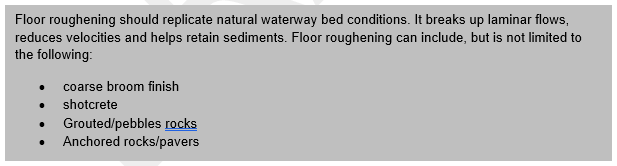 Floor roughening should replicate natural waterway bed conditions. It breaks up laminar flows,
reduces velocities and helps retain sediments. Floor roughening can include, but is not limited to
the following:
• coarse broom finish
• shotcrete
• Grouted/pebbles rocks
• Anchored rocks/pavers